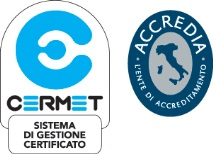 CERMET
SISTEMA
DI GESTIONE
CERTIFICATO
ACCREDIA
L'ENTE DI ACCREDITAMENTO